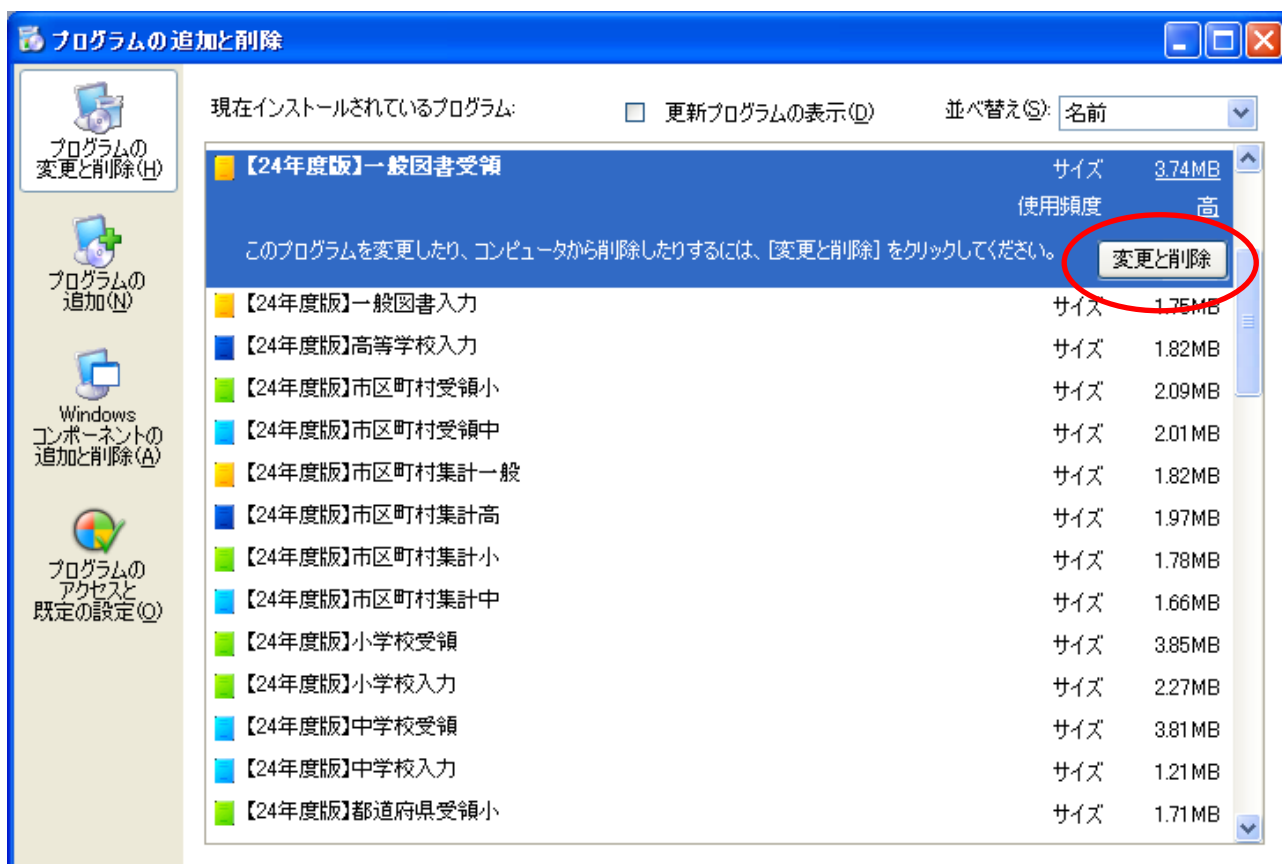 プログラムの追加と削除
プログラムの
変更と削除(H)
プログラムの
追加(N)
Windows
コンポーネントの
追加と削除(A)
プログラムの
アクセスと
既定の設定(O)
現在インストールされているプログラム: 更新プログラムの表示(D) 並べ替え(S): 名前
【24年度版】一般図書受領 サイズ 3.74MB
使用頻度 高
このプログラムを変更したり、コンピュータから削除したりするには、[変更と削除] をクリックしてください。 変更と削除
【24年度版】一般図書入力 サイズ 1.75MB
【24年度版】高等学校入力 サイズ 1.82MB
【24年度版】市区町村受領小 サイズ 2.09MB
【24年度版】市区町村受領中 サイズ 2.01MB
【24年度版】市区町村集計一般 サイズ 1.82MB
【24年度版】市区町村集計高 サイズ 1.97MB
【24年度版】市区町村集計小 サイズ 1.78MB
【24年度版】市区町村集計中 サイズ 1.66MB
【24年度版】小学校受領 サイズ 3.85MB
【24年度版】小学校入力 サイズ 2.27MB
【24年度版】中学校受領 サイズ 3.81MB
【24年度版】中学校入力 サイズ 1.21MB
【24年度版】都道府県受領小 サイズ 1.71MB